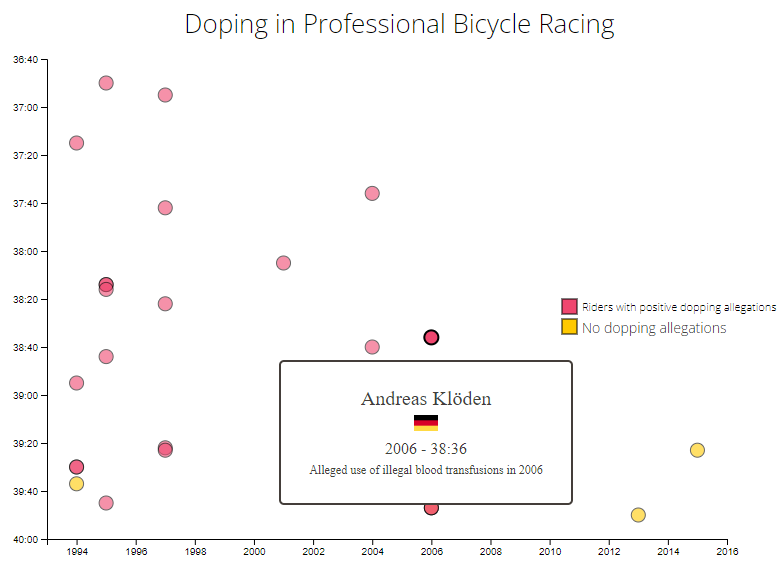 Doping in Professional Bicycle Racing
36:40
37:00
37:20
37:40
38:00
38:20
38:40
39:00
39:20
39:40
40:00
Riders with positive dopping allegations
No dopping allegations
Andreas Klöden
2006 - 38:36
Alleged use of illegal blood transfusions in 2006
1994 1996 1998 2000 2002 2004 2006 2008 2010 2012 2014 2016